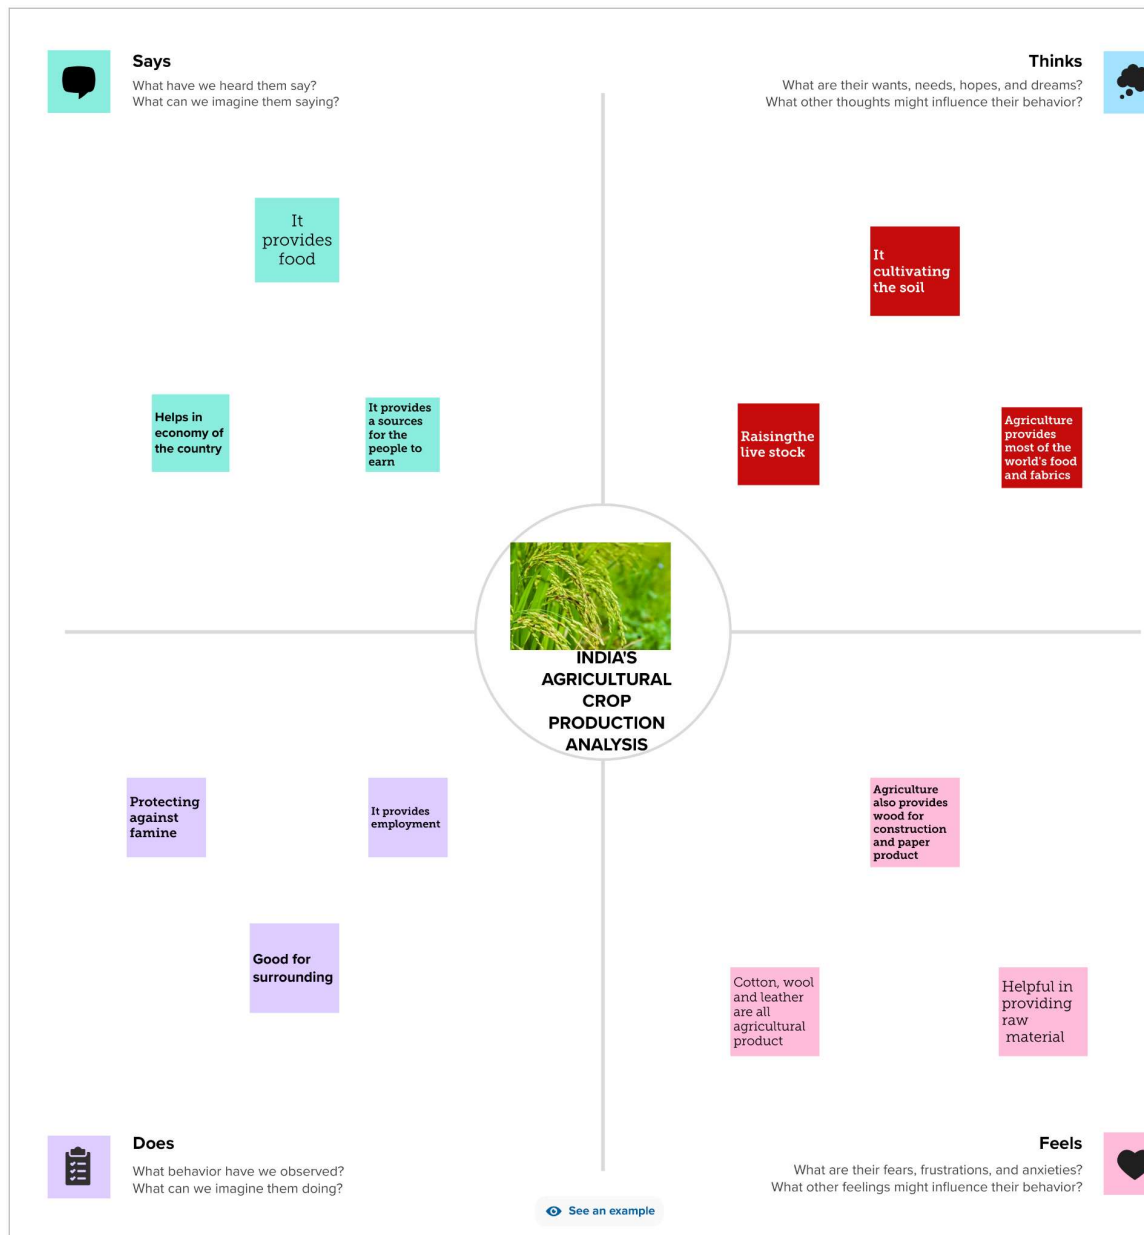 Says
What have we heard them say?
What can we imagine them saying?
Thinks
What are their wants, needs, hopes, and dreams?
What other thoughts might influence their behavior?
It
provides
food
It
cultivating
the soil
Helps in
economy of
the country
It provides
a sources
for the
people to
earn
Raisingthe
live stock
Agriculture
provides
most of the
world's food
and fabrics
INDIA'S
AGRICULTURAL
CROP
PRODUCTION
ANALYSIS
Protecting
against
famine
It provides
employment
Good for
surrounding
Agriculture
also provides
wood for
construction
and paper
product
Cotton, wool
and leather
are all
agricultural
product
Helpful in
providing
raw
material
Does
What behavior have we observed?
What can we imagine them doing?
Feels
What are their fears, frustrations, and anxieties?
What other feelings might influence their behavior?
See an example